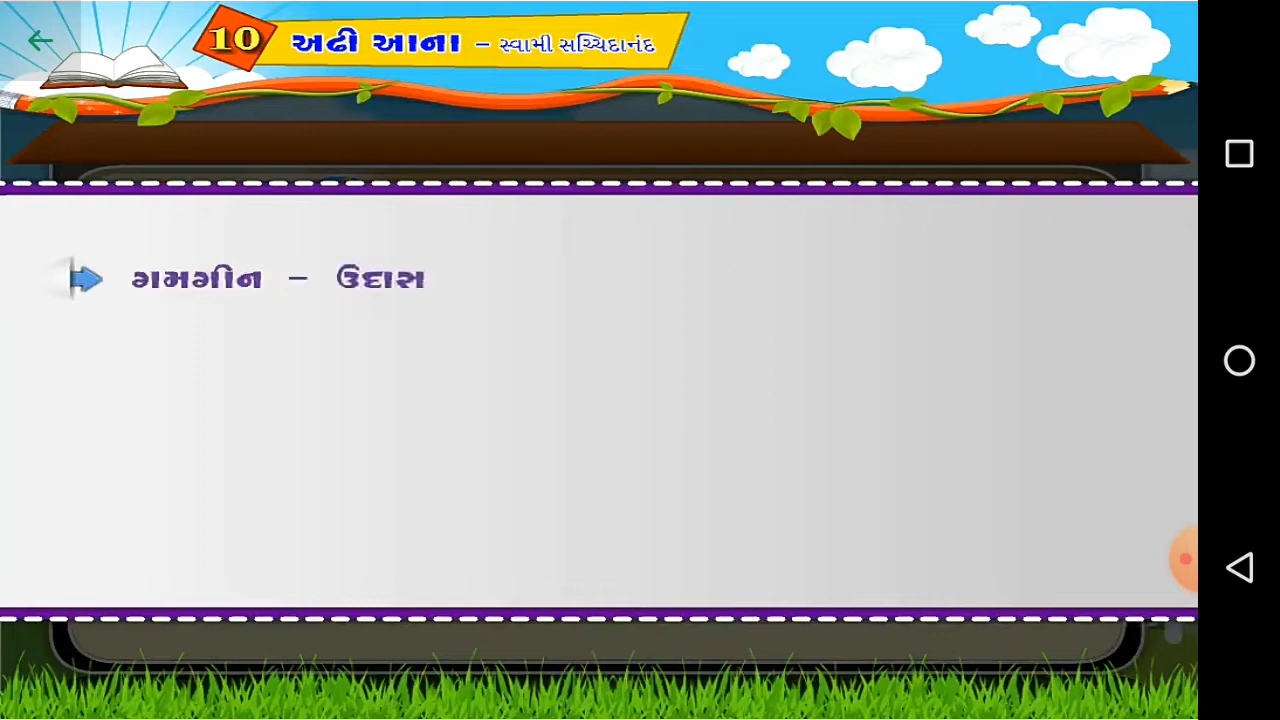 10 અઢી આના – સ્વામી સચ્ચિદાનંદ
ગમગીન – ઉદાસ